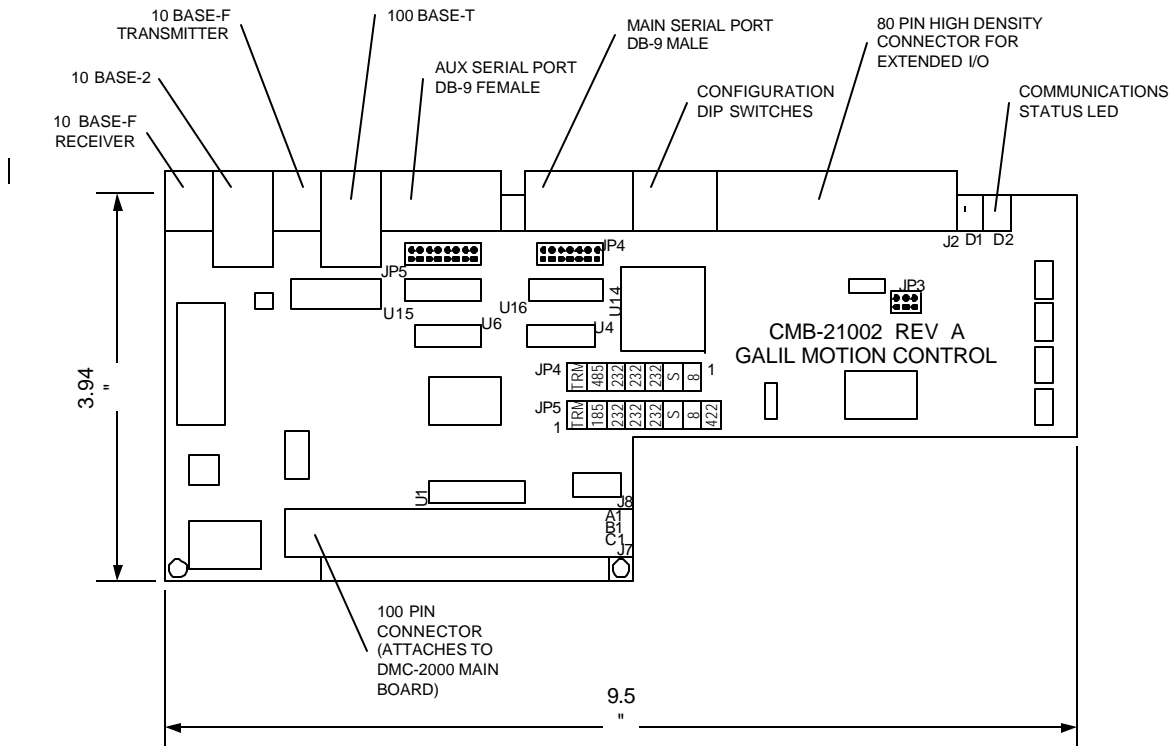 10 BASE-F
TRANSMITTER
100 BASE-T
MAIN SERIAL PORT
DB-9 MALE
80 PIN HIGH DENSITY
CONNECTOR FOR
EXTENDED I/O
10 BASE-2
AUX SERIAL PORT
DB-9 FEMALE
CONFIGURATION
DIP SWITCHES
COMMUNICATIONS
STATUS LED
10 BASE-F
RECEIVER
J2 D1 D2
JP4
JP5
JP3
U15
U16
U14
U6
U4
CMB-21002 REV A
GALIL MOTION CONTROL
JP4 TRM 485 232 232 232 S 8 1
JP5
1 TRM 185 232 232 232 S 8 422
3.94
"
U1
J8
A1
B1
C1
J7
100 PIN
CONNECTOR
(ATTACHES TO
DMC-2000 MAIN
BOARD)
9.5
"